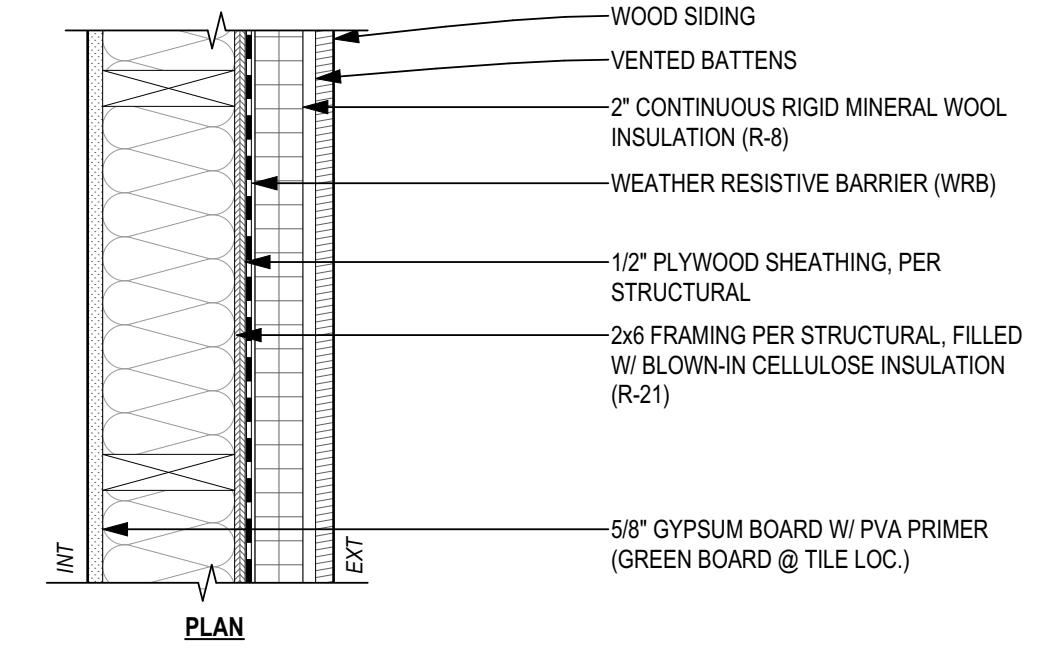 WOOD SIDING
VENTED BATTENS
2" CONTINUOUS RIGID MINERAL WOOL
INSULATION (R-8)
WEATHER RESISTIVE BARRIER (WRB)
1/2" PLYWOOD SHEATHING, PER
STRUCTURAL
2x6 FRAMING PER STRUCTURAL, FILLED
W/ BLOWN-IN CELLULOSE INSULATION
(R-21)
5/8" GYPSUM BOARD W/ PVA PRIMER
(GREEN BOARD @ TILE LOC.)
INT
EXT
PLAN